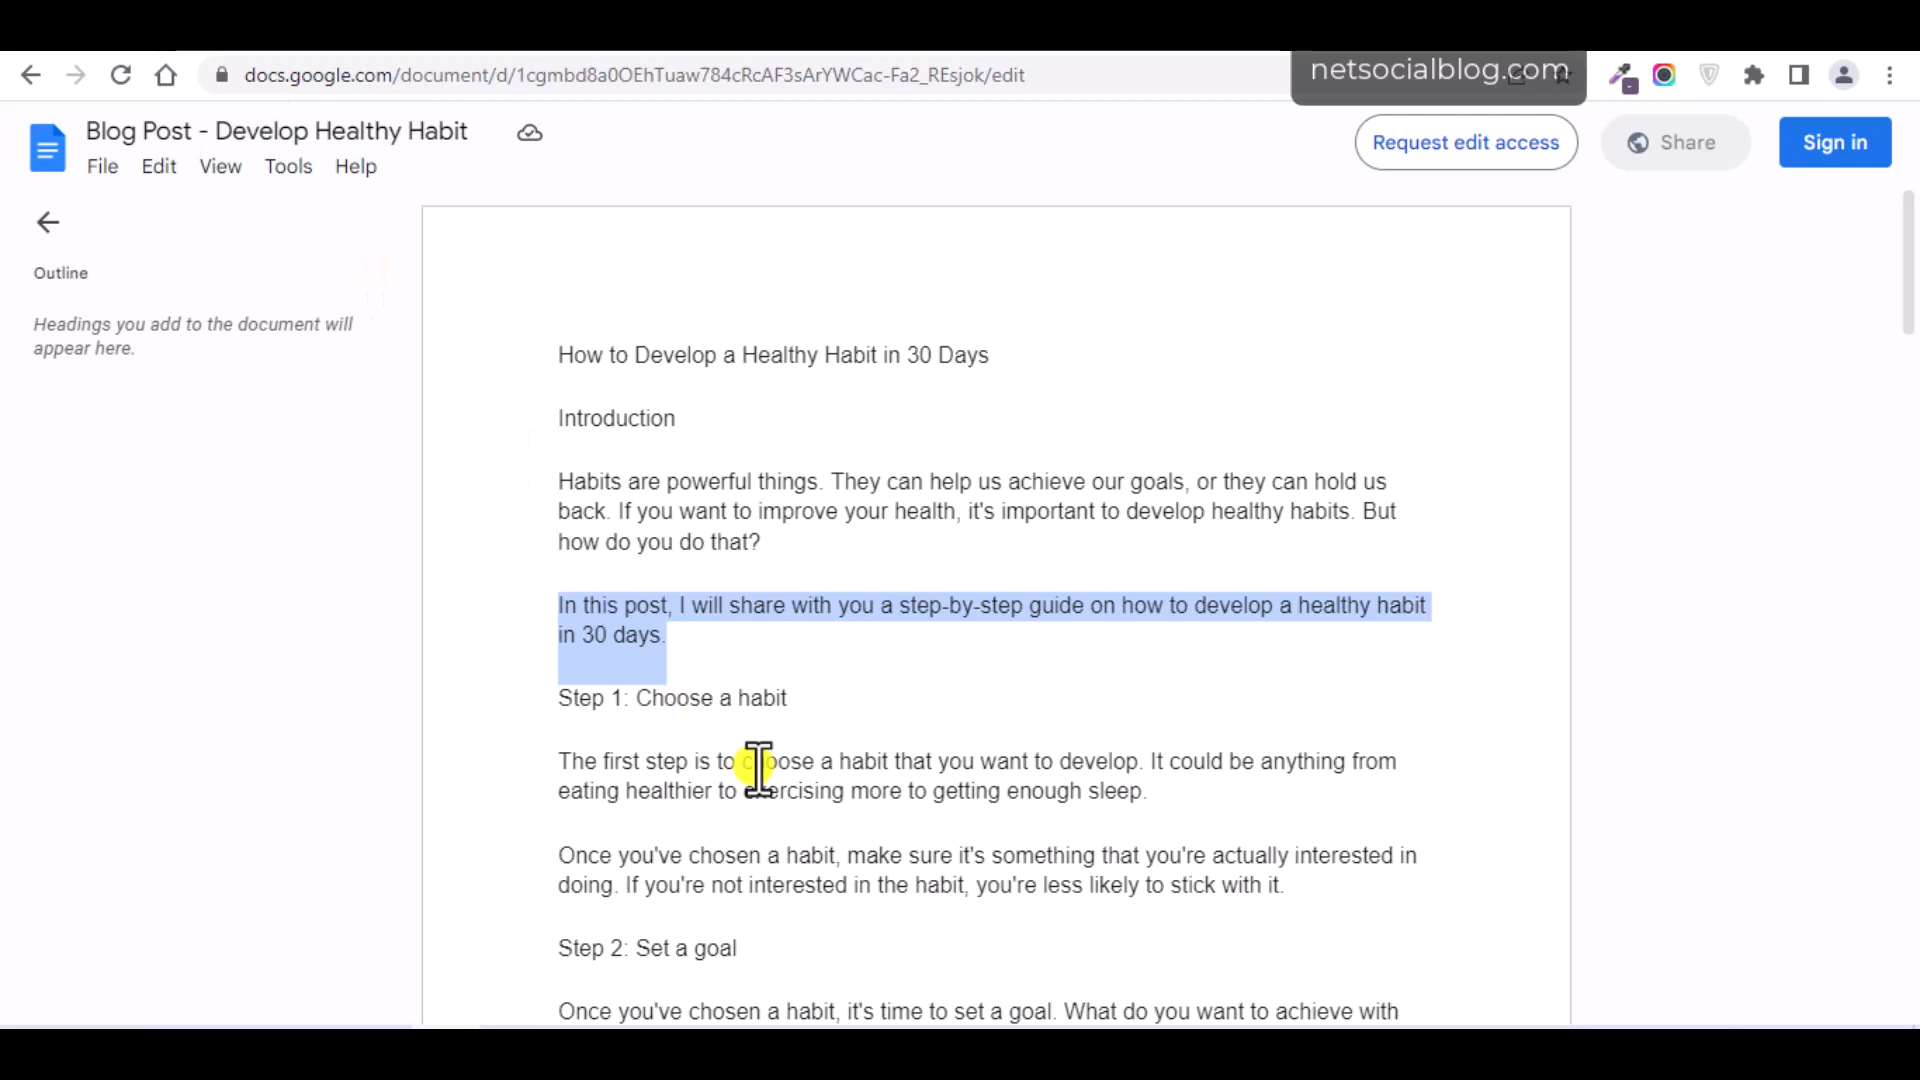 docs.google.com/document/d/1cgmbd8a0OEhTuaw784cRcAF3sArYWCac-Fa2_REsjok/edit
netsocialblog.com
Blog Post - Develop Healthy Habit
File Edit View Tools Help
Request edit access
Share
Sign in
Outline
Headings you add to the document will
appear here.
How to Develop a Healthy Habit in 30 Days
Introduction
Habits are powerful things. They can help us achieve our goals, or they can hold us
back. If you want to improve your health, it's important to develop healthy habits. But
how do you do that?
In this post, I will share with you a step-by-step guide on how to develop a healthy habit
in 30 days.
Step 1: Choose a habit
The first step is to choose a habit that you want to develop. It could be anything from
eating healthier to exercising more to getting enough sleep.
Once you've chosen a habit, make sure it's something that you're actually interested in
doing. If you're not interested in the habit, you're less likely to stick with it.
Step 2: Set a goal
Once you've chosen a habit, it's time to set a goal. What do you want to achieve with